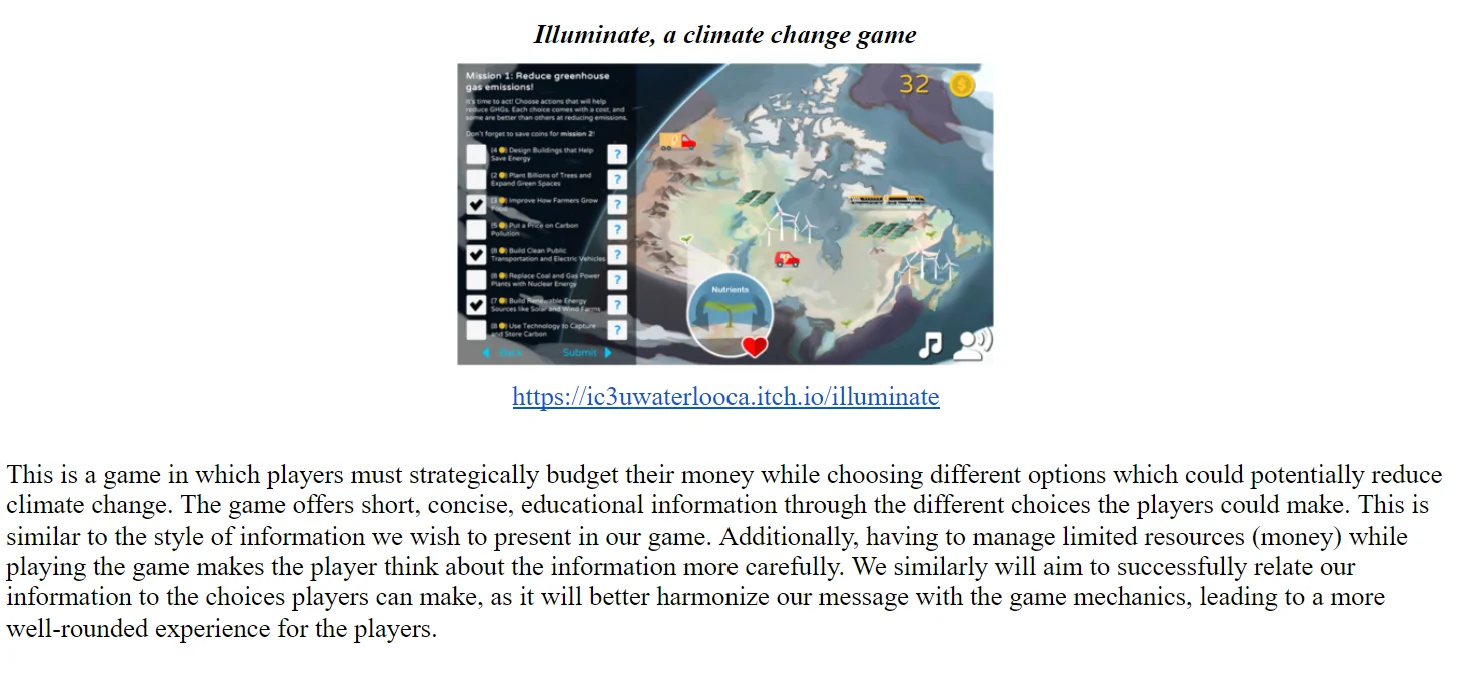 Illuminate, a climate change game
Mission 1: Reduce greenhouse
gas emissions!
It's time to act! Choose actions that will help
reduce GHGs. Each choice comes with a cost, and
some are better than others at reducing emissions.
Don't forget to save coins for mission 2!
[4 ] Design Buildings that Help
Save Energy
?
[2 ] Plant Billions of Trees and
Expand Green Spaces
?
[3 ] Improve How Farmers Grow
Food
?
[5 ] Put a Price on Carbon
Pollution
?
Build Clean Public
Transportation and Electric Vehicles
?
Replace Coal and Gas Power
Plants with Nuclear Energy
?
[7 ] Build Renewable Energy
Sources like Solar and Wind Farms
?
Use Technology to Capture
and Store Carbon
?
Back
Submit
32
$
Nutrients
https://ic3uwaterlooca.itch.io/illuminate
This is a game in which players must strategically budget their money while choosing different options which could potentially reduce
climate change. The game offers short, concise, educational information through the different choices the players could make. This is
similar to the style of information we wish to present in our game. Additionally, having to manage limited resources (money) while
playing the game makes the player think about the information more carefully. We similarly will aim to successfully relate our
information to the choices players can make, as it will better harmonize our message with the game mechanics, leading to a more
well-rounded experience for the players.